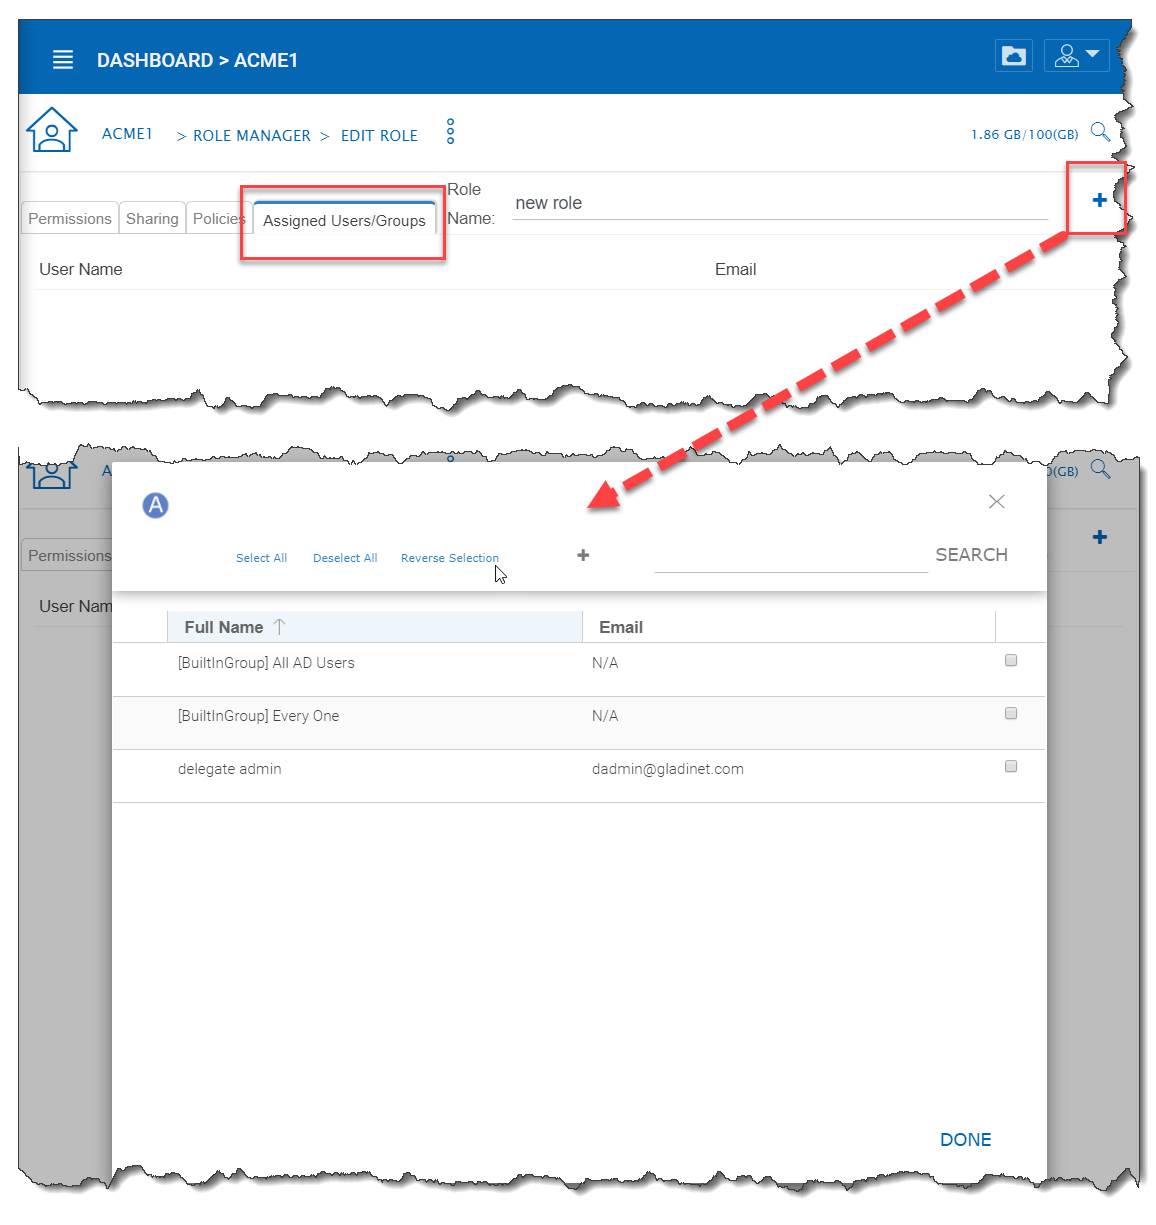 DASHBOARD > ACME1
ACME1 > ROLE MANAGER > EDIT ROLE
1.86 GB/100(GB)
Permissions Sharing Policies Assigned Users/Groups
Role Name: new role
User Name Email
A
0(GB)
Permissions
User Nam
A
Select All Deselect All Reverse Selection SEARCH
Full Name Email
[BuiltInGroup] All AD Users N/A
[BuiltInGroup] Every One N/A
delegate admin dadmin@gladinet.com
DONE